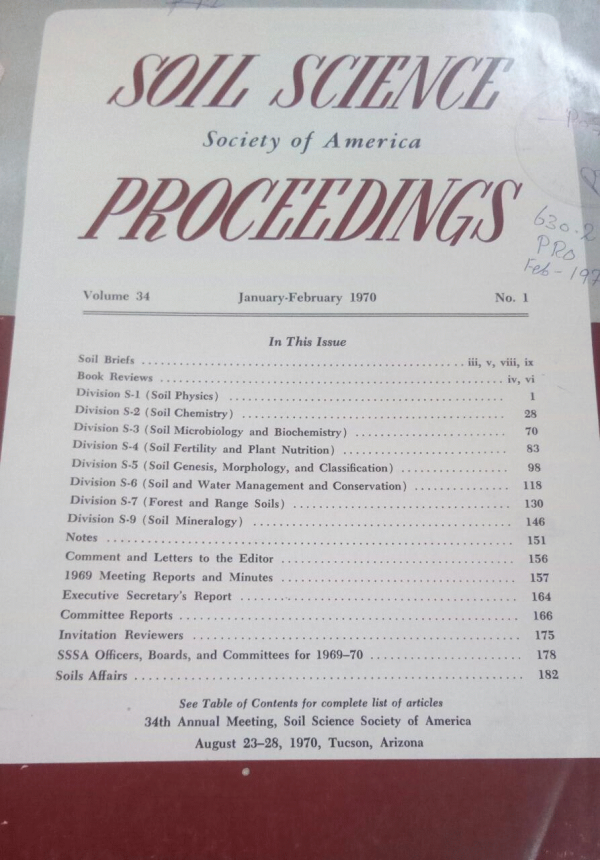 SOIL SCIENCE
Society of America
PROCEEDINGS
630.2
PRO
Feb-197
Volume 34 January-February 1970 No. 1
In This Issue
Soil Briefs ........................................ iii, v, viii, ix
Book Reviews ........................................ iv, vi
Division S-1 (Soil Physics) ........................................ 1
Division S-2 (Soil Chemistry) ........................................ 28
Division S-3 (Soil Microbiology and Biochemistry) ........................ 70
Division S-4 (Soil Fertility and Plant Nutrition) ........................ 83
Division S-5 (Soil Genesis, Morphology, and Classification) ................ 98
Division S-6 (Soil and Water Management and Conservation) .............. 118
Division S-7 (Forest and Range Soils) .................................. 130
Division S-9 (Soil Mineralogy) ........................................ 146
Notes ........................................ 151
Comment and Letters to the Editor .................................. 156
1969 Meeting Reports and Minutes .................................. 157
Executive Secretary's Report ........................................ 164
Committee Reports ........................................ 166
Invitation Reviewers ........................................ 175
SSSA Officers, Boards, and Committees for 1969–70 .................... 178
Soils Affairs ........................................ 182
See Table of Contents for complete list of articles
34th Annual Meeting, Soil Science Society of America
August 23–28, 1970, Tucson, Arizona